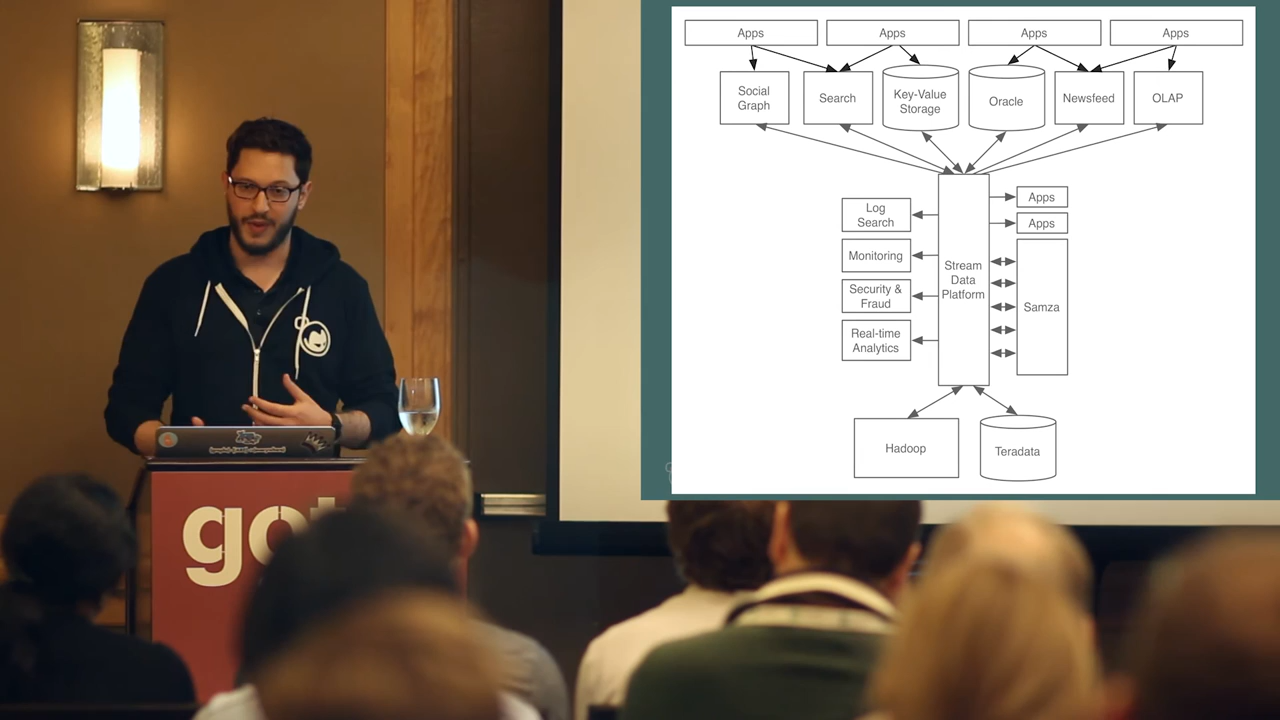 Apps
Apps
Apps
Apps
Social
Graph
Search
Key-Value
Storage
Oracle
Newsfeed
OLAP
Log
Search
Monitoring
Security &
Fraud
Real-time
Analytics
Stream
Data
Platform
Apps
Apps
Samza
Hadoop
Teradata